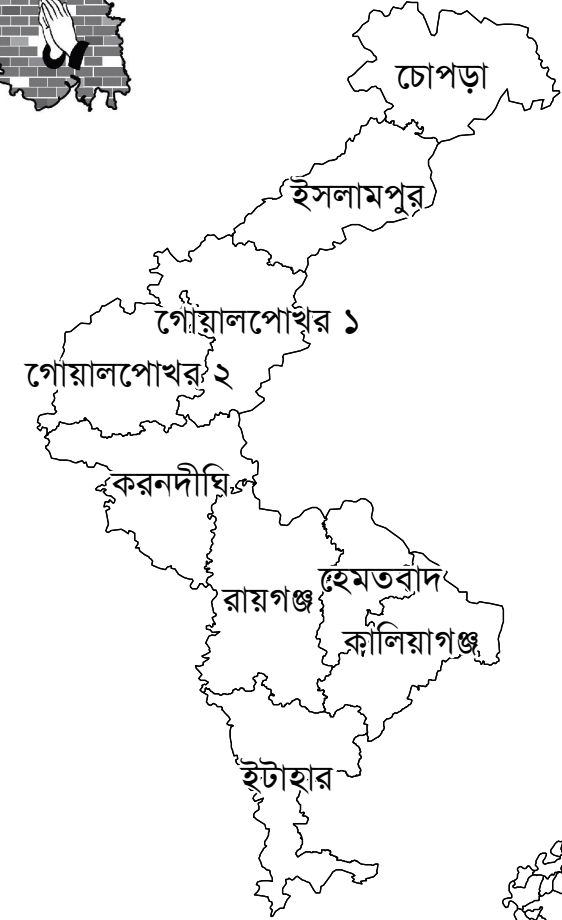 চোপড়া
ইসলামপুর
গোয়ালপোখর ১
গোয়ালপোখর ২
করনদীঘি
হেমতবাদ
রায়গঞ্জ
কালিয়াগঞ্জ
ইটাহার